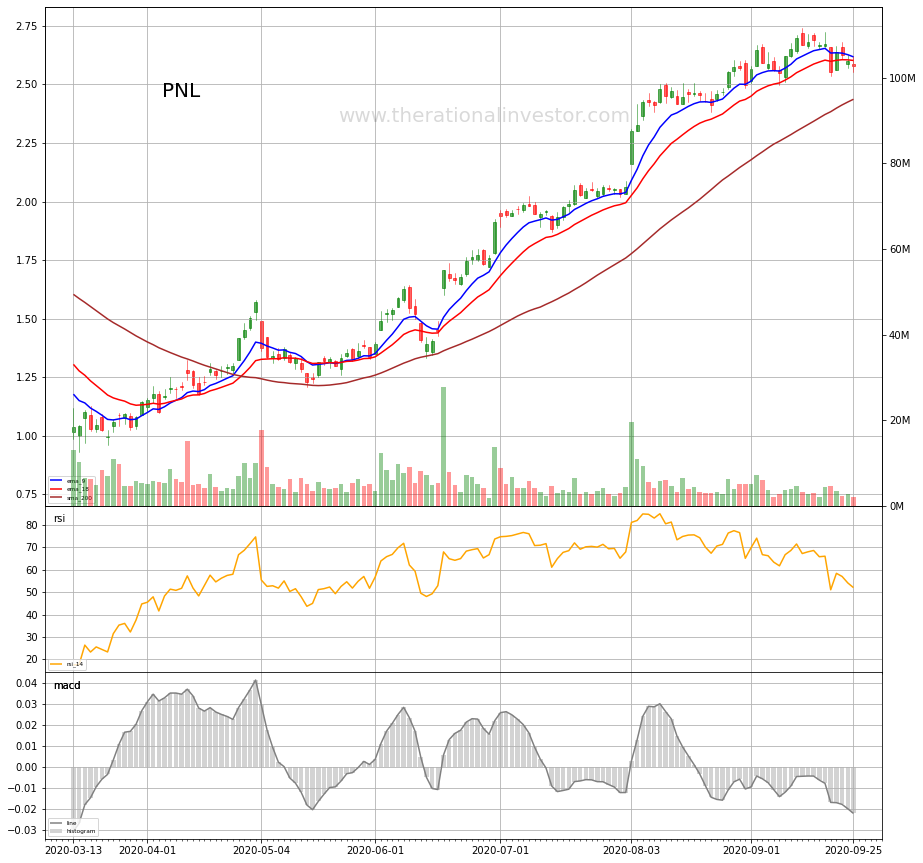 PNL
www.therationalinvestor.com
2.75
2.50
2.25
2.00
1.75
1.50
1.25
1.00
0.75
100M
80M
60M
40M
20M
0M
ema_9
ema_18
sma_200
rsi
80
70
60
50
40
30
20
rsi_14
macd
0.04
0.03
0.02
0.01
0.00
−0.01
−0.02
−0.03
line
histogram
2020-03-13 2020-04-01 2020-05-04 2020-06-01 2020-07-01 2020-08-03 2020-09-01 2020-09-25